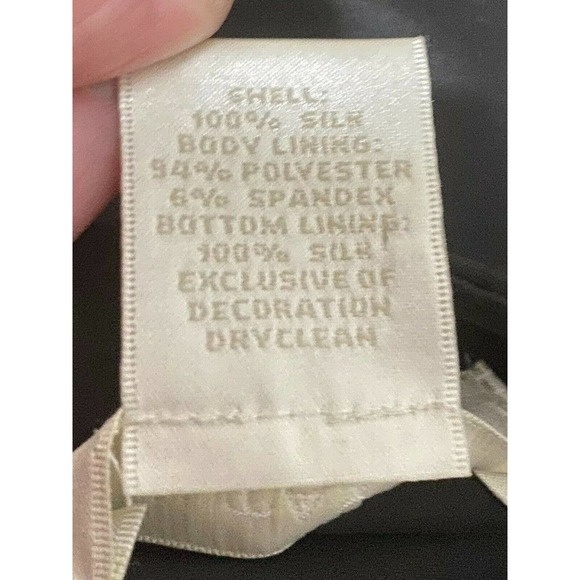 SHELL:
100% SILK
BODY LINING:
94% POLYESTER
6% SPANDEX
BOTTOM LINING:
100% SILK
EXCLUSIVE OF
DECORATION
DRYCLEAN